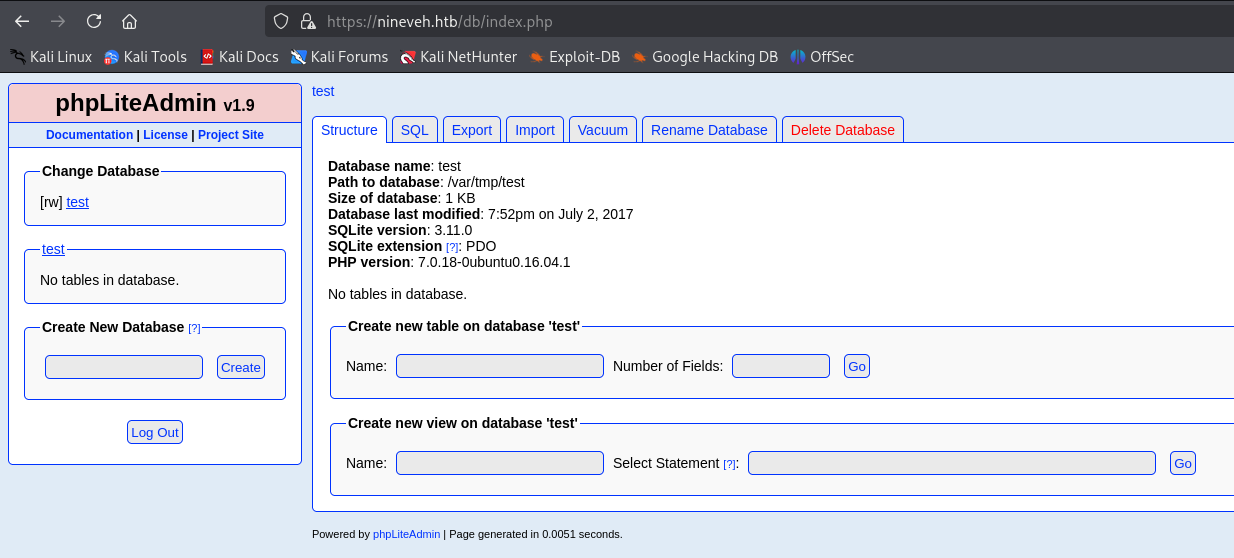 https://nineveh.htb/db/index.php
Kali Linux Kali Tools Kali Docs Kali Forums Kali NetHunter Exploit-DB Google Hacking DB OffSec
phpLiteAdmin v1.9
Documentation | License | Project Site
Change Database
[rw] test
test
No tables in database.
Create New Database [?]
Create
Log Out
test
Structure SQL Export Import Vacuum Rename Database Delete Database
Database name: test
Path to database: /var/tmp/test
Size of database: 1 KB
Database last modified: 7:52pm on July 2, 2017
SQLite version: 3.11.0
SQLite extension [?]: PDO
PHP version: 7.0.18-0ubuntu0.16.04.1
No tables in database.
Create new table on database 'test'
Name: Number of Fields: Go
Create new view on database 'test'
Name: Select Statement [?]: Go
Powered by phpLiteAdmin | Page generated in 0.0051 seconds.